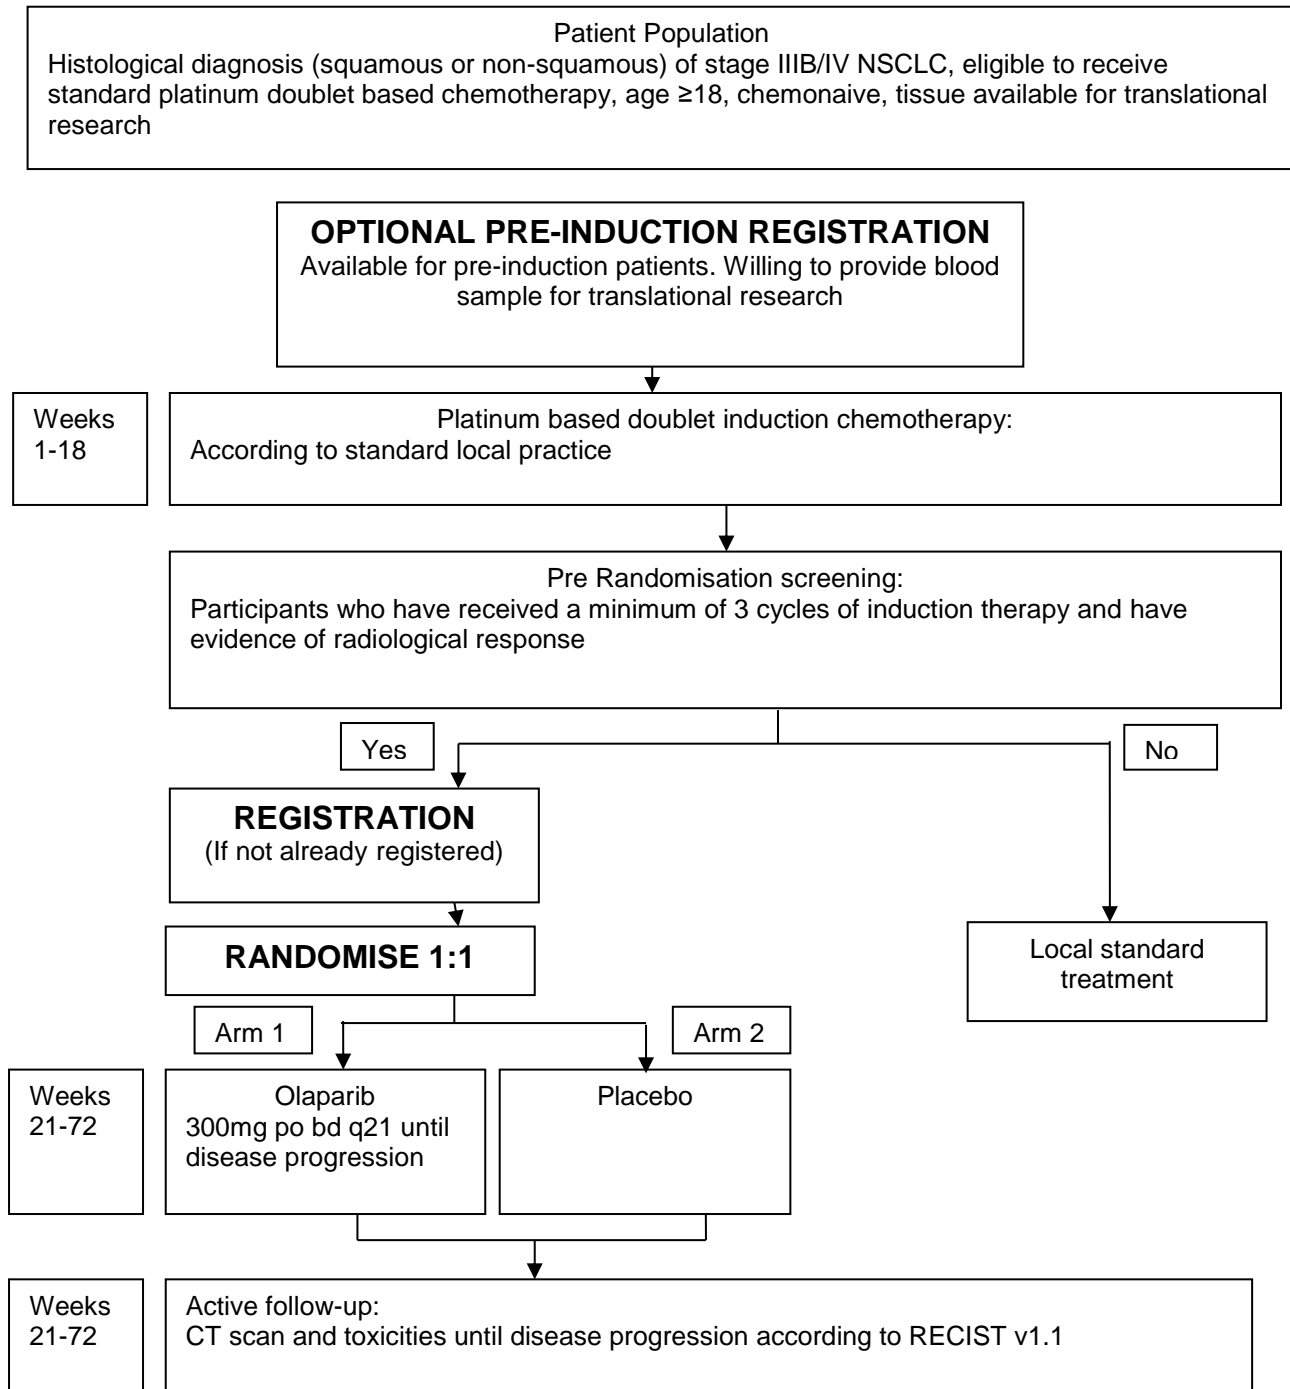 Patient Population
Histological diagnosis (squamous or non-squamous) of stage IIIB/IV NSCLC, eligible to receive
standard platinum doublet based chemotherapy, age ≥18, chemonaive, tissue available for translational
research
OPTIONAL PRE-INDUCTION REGISTRATION
Available for pre-induction patients. Willing to provide blood
sample for translational research
Weeks
1-18
Platinum based doublet induction chemotherapy:
According to standard local practice
Pre Randomisation screening:
Participants who have received a minimum of 3 cycles of induction therapy and have
evidence of radiological response
Yes
No
REGISTRATION
(If not already registered)
RANDOMISE 1:1
Local standard
treatment
Arm 1
Arm 2
Weeks
21-72
Olaparib
300mg po bd q21 until
disease progression
Placebo
Weeks
21-72
Active follow-up:
CT scan and toxicities until disease progression according to RECIST v1.1